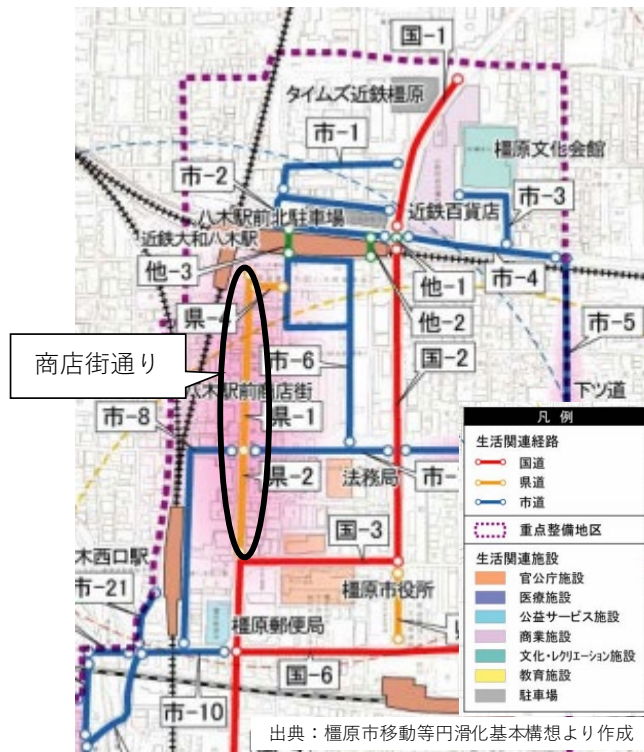 国-1
タイムズ近鉄橿原
市-1
橿原文化会館
市-2
市-3
八木駅前北駐車場
近鉄百貨店
近鉄大和八木駅
他-3
他-1
市-4
県-4
他-2
市-5
商店街通り
市-6
国-2
八木駅前商店街
下ツ道
市-8
県-1
県-2
法務局
市-
国-3
木西口駅
市-21
橿原市役所
橿原郵便局
国-6
市-10
凡 例
生活関連経路
国道
県道
市道
重点整備地区
生活関連施設
官公庁施設
医療施設
公益サービス施設
商業施設
文化・レクリエーション施設
教育施設
駐車場
出典：橿原市移動等円滑化基本構想より作成